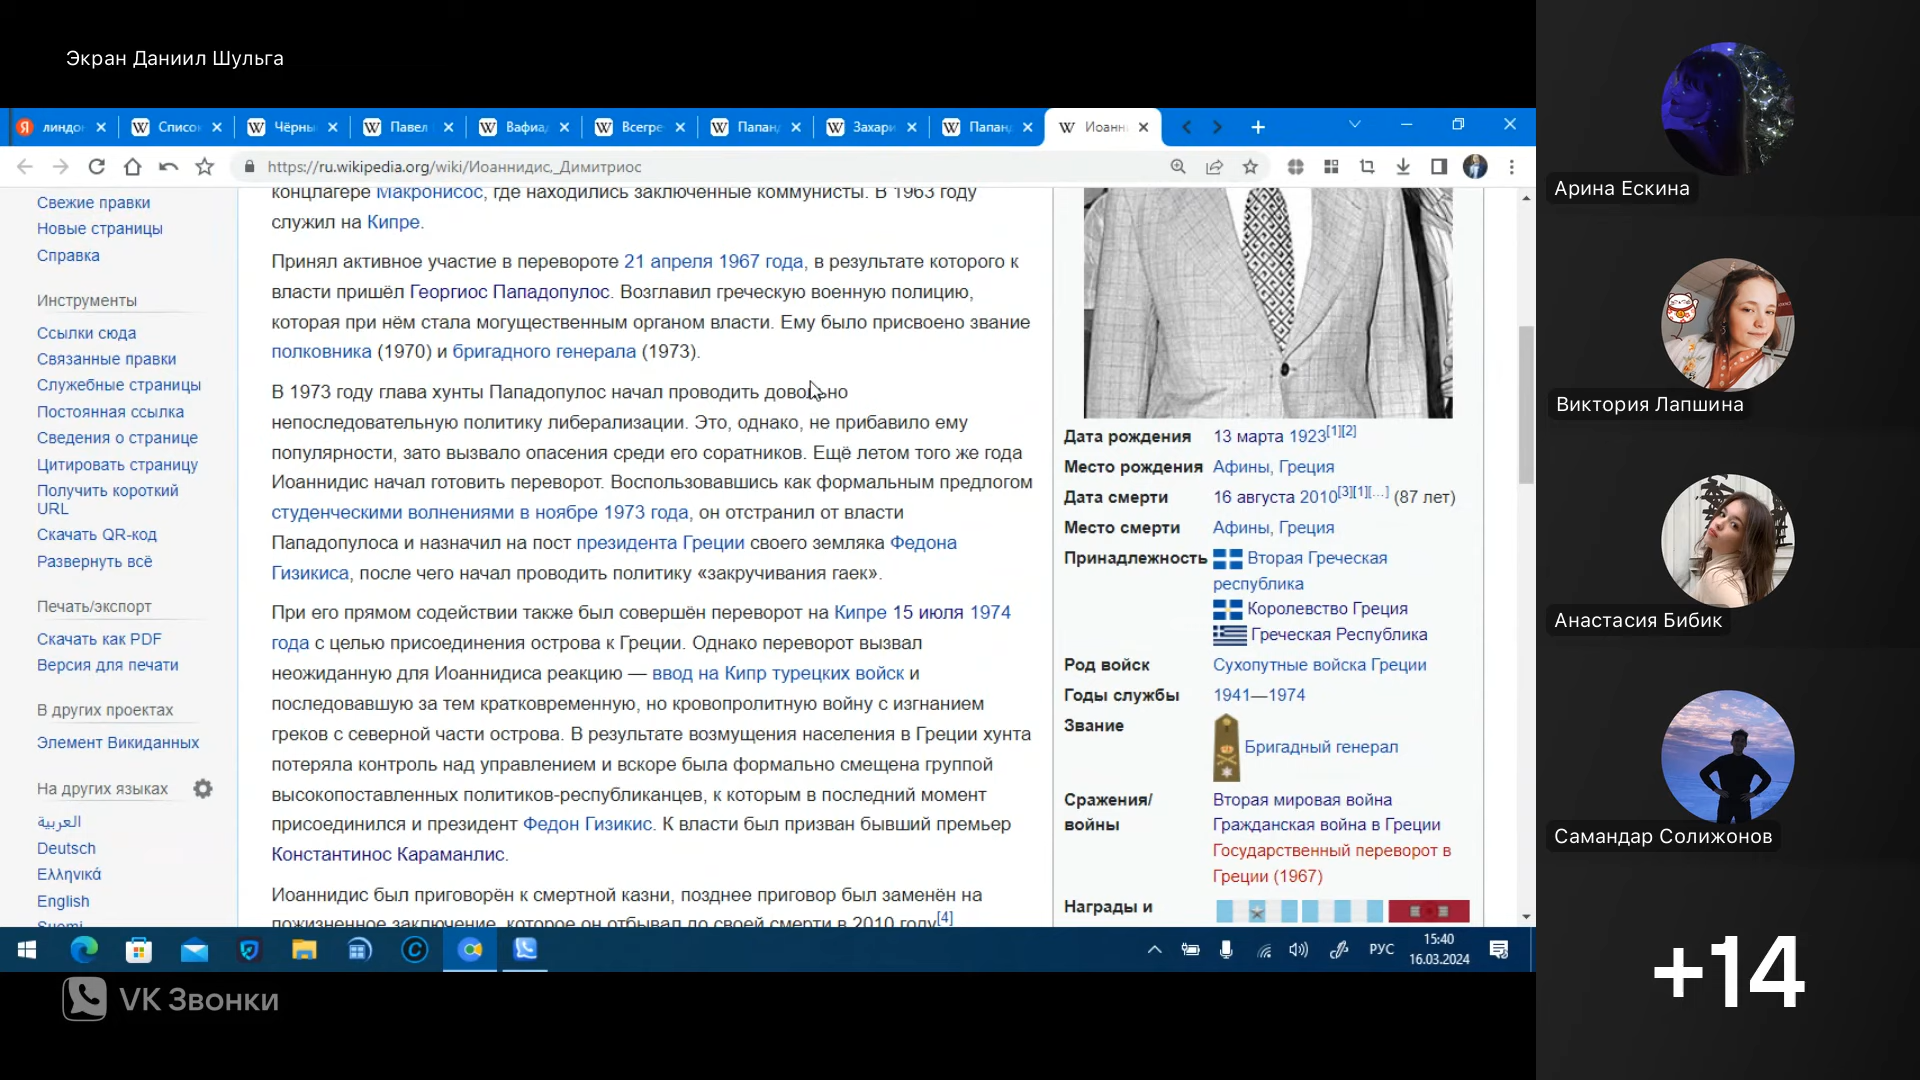 Экран Даниил Шульга
линдо
Списо
Чёрнь
Павел
Вафиа
Всегре
Папан
Захари
Папан
Иоанн
https://ru.wikipedia.org/wiki/Иоаннидис,_Димитриос
Свежие правки
Новые страницы
Справка
Инструменты
Ссылки сюда
Связанные правки
Служебные страницы
Постоянная ссылка
Сведения о странице
Цитировать страницу
Получить короткий
URL
Скачать QR-код
Развернуть всё
Печать/экспорт
Скачать как PDF
Версия для печати
В других проектах
Элемент Викиданных
На других языках
العربية
Deutsch
Ελληνικά
English
Suomi
концлагере Макронисос, где находились заключённые коммунисты. В 1963 году
служил на Кипре.
Принял активное участие в перевороте 21 апреля 1967 года, в результате которого к
власти пришёл Георгиос Пападопулос. Возглавил греческую военную полицию,
которая при нём стала могущественным органом власти. Ему было присвоено звание
полковника (1970) и бригадного генерала (1973).
В 1973 году глава хунты Пападопулос начал проводить довольно
непоследовательную политику либерализации. Это, однако, не прибавило ему
популярности, зато вызвало опасения среди его соратников. Ещё летом того же года
Иоаннидис начал готовить переворот. Воспользовавшись как формальным предлогом
студенческими волнениями в ноябре 1973 года, он отстранил от власти
Пападопулоса и назначил на пост президента Греции своего земляка Федона
Гизикиса, после чего начал проводить политику «закручивания гаек».
При его прямом содействии также был совершён переворот на Кипре 15 июля 1974
года с целью присоединения острова к Греции. Однако переворот вызвал
неожиданную для Иоаннидиса реакцию — ввод на Кипр турецких войск и
последовавшую за тем кратковременную, но кровопролитную войну с изгнанием
греков с северной части острова. В результате возмущения населения в Греции хунта
потеряла контроль над управлением и вскоре была формально смещена группой
высокопоставленных политиков-республиканцев, к которым в последний момент
присоединился и президент Федон Гизикис. К власти был призван бывший премьер
Константинос Караманлис.
Иоаннидис был приговорён к смертной казни, позднее приговор был заменён на
пожизненное заключение, которое он отбывал до своей смерти в 2010 году[4]
Дата рождения 13 марта 1923[1][2]
Место рождения Афины, Греция
Дата смерти 16 августа 2010[3][1][…] (87 лет)
Место смерти Афины, Греция
Принадлежность Вторая Греческая
республика
Королевство Греция
Греческая Республика
Род войск Сухопутные войска Греции
Годы службы 1941—1974
Звание
Бригадный генерал
Сражения/ Вторая мировая война
войны Гражданская война в Греции
Государственный переворот в
Греции (1967)
Награды и
РУС
15:40
16.03.2024
VK Звонки
Арина Ескина
Виктория Лапшина
Анастасия Бибик
Самандар Солижонов
+14